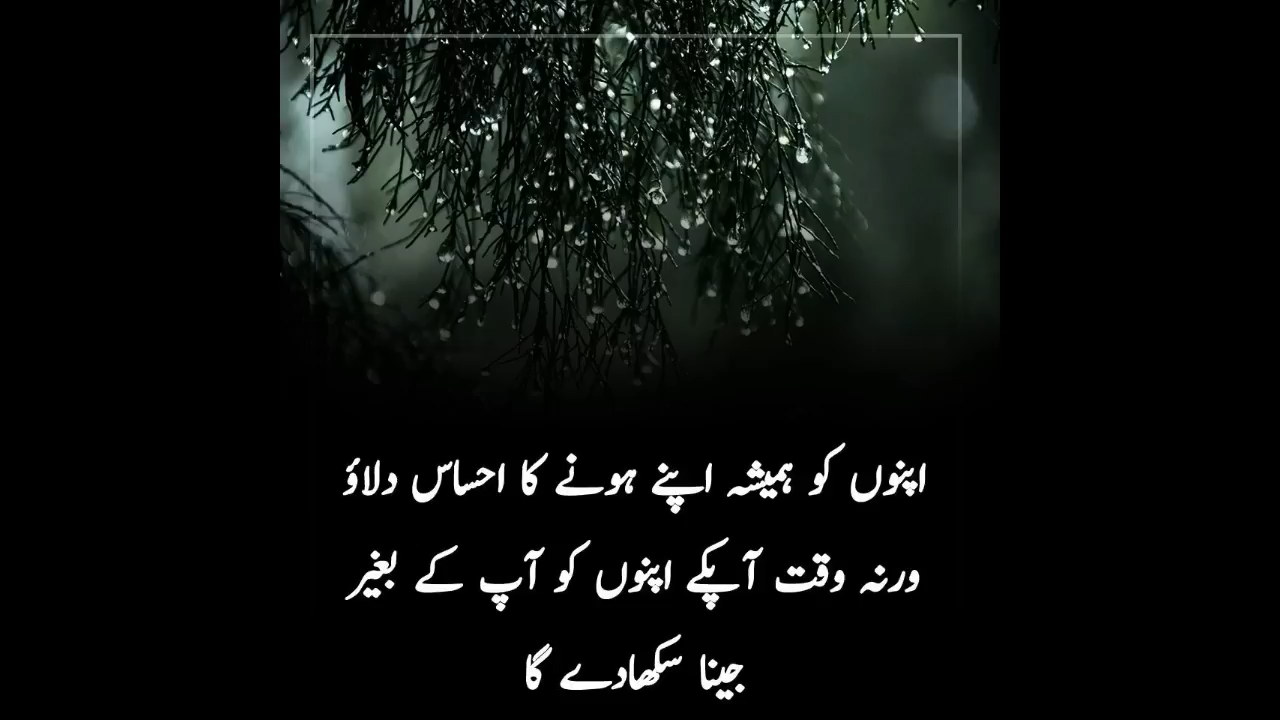 اپنوں کو ہمیشہ اپنے ہونے کا احساس دلاؤ
ورنہ وقت آپکے اپنوں کو آپ کے بغیر
جینا سکھادے گا